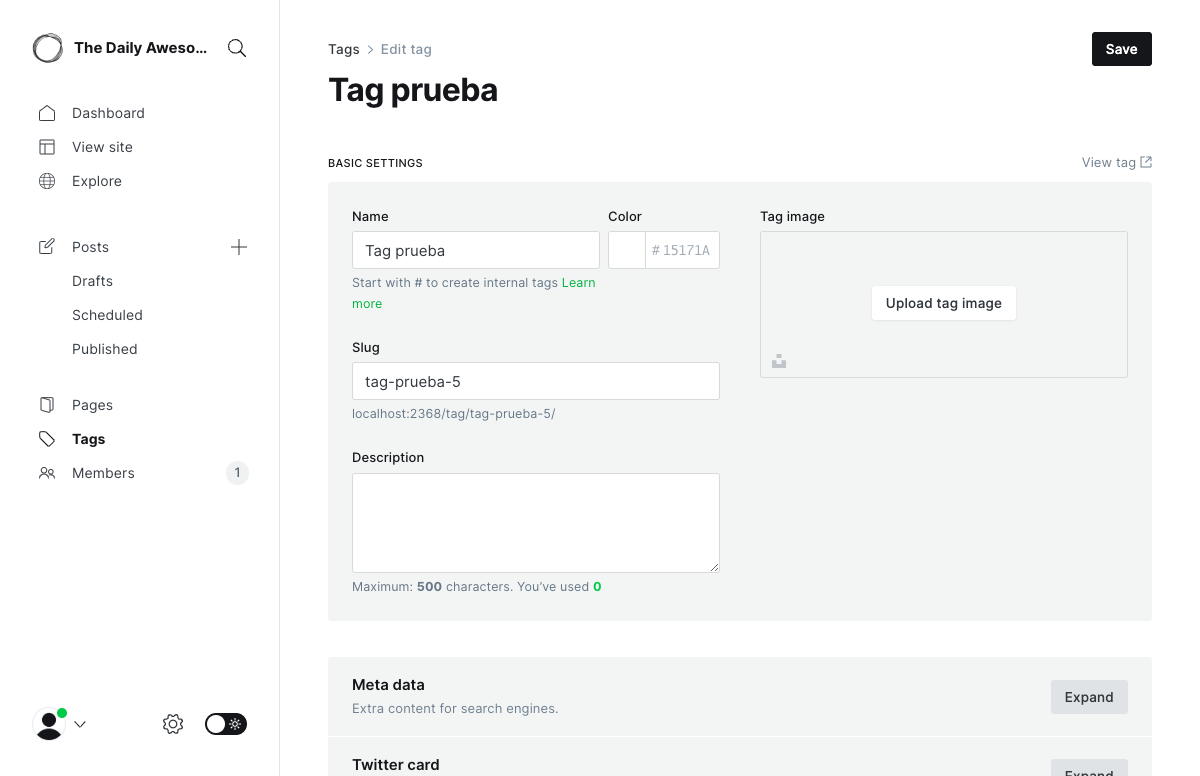 The Daily Aweso...
Dashboard
View site
Explore
Posts
Drafts
Scheduled
Published
Pages
Tags
Members 1
Tags > Edit tag
Save
Tag prueba
BASIC SETTINGS
View tag
Name
Color
Tag image
Tag prueba
# 15171A
Start with # to create internal tags Learn
more
Upload tag image
Slug
tag-prueba-5
localhost:2368/tag/tag-prueba-5/
Description
Maximum: 500 characters. You’ve used 0
Meta data
Extra content for search engines.
Expand
Twitter card
Expand